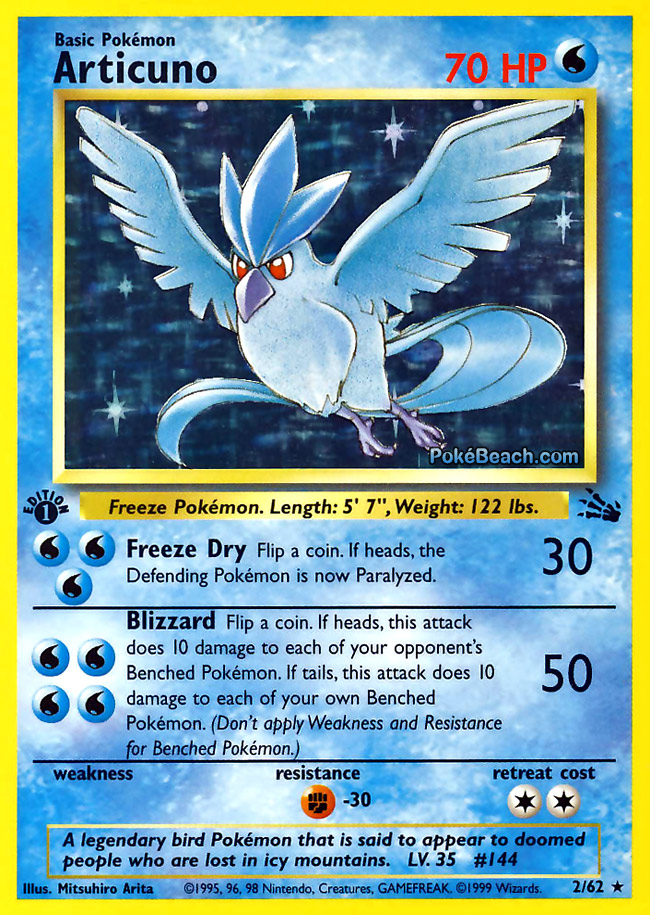 Basic Pokémon
Articuno
70 HP
PokéBeach.com
EDITION
1
Freeze Pokémon. Length: 5' 7", Weight: 122 lbs.
Freeze Dry Flip a coin. If heads, the
Defending Pokémon is now Paralyzed.
30
Blizzard Flip a coin. If heads, this attack
does 10 damage to each of your opponent's
Benched Pokémon. If tails, this attack does 10
damage to each of your own Benched
Pokémon. (Don't apply Weakness and Resistance
for Benched Pokémon.)
50
weakness
resistance
retreat cost
-30
A legendary bird Pokémon that is said to appear to doomed
people who are lost in icy mountains. LV. 35 #144
Illus. Mitsuhiro Arita ©1995, 96, 98 Nintendo, Creatures, GAMEFREAK. ©1999 Wizards. 2/62 ★